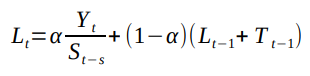 L_t = α Y_t / S_{t−s} + (1−α)(L_{t−1} + T_{t−1})